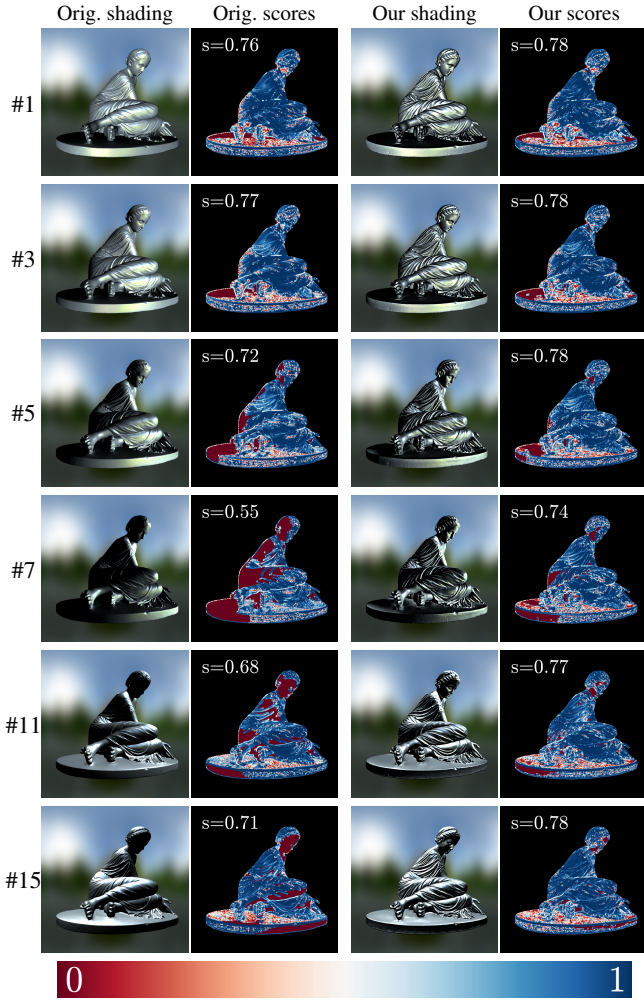 Orig. shading Orig. scores Our shading Our scores
#1 s=0.76 s=0.78
#3 s=0.77 s=0.78
#5 s=0.72 s=0.78
#7 s=0.55 s=0.74
#11 s=0.68 s=0.77
#15 s=0.71 s=0.78
0 1